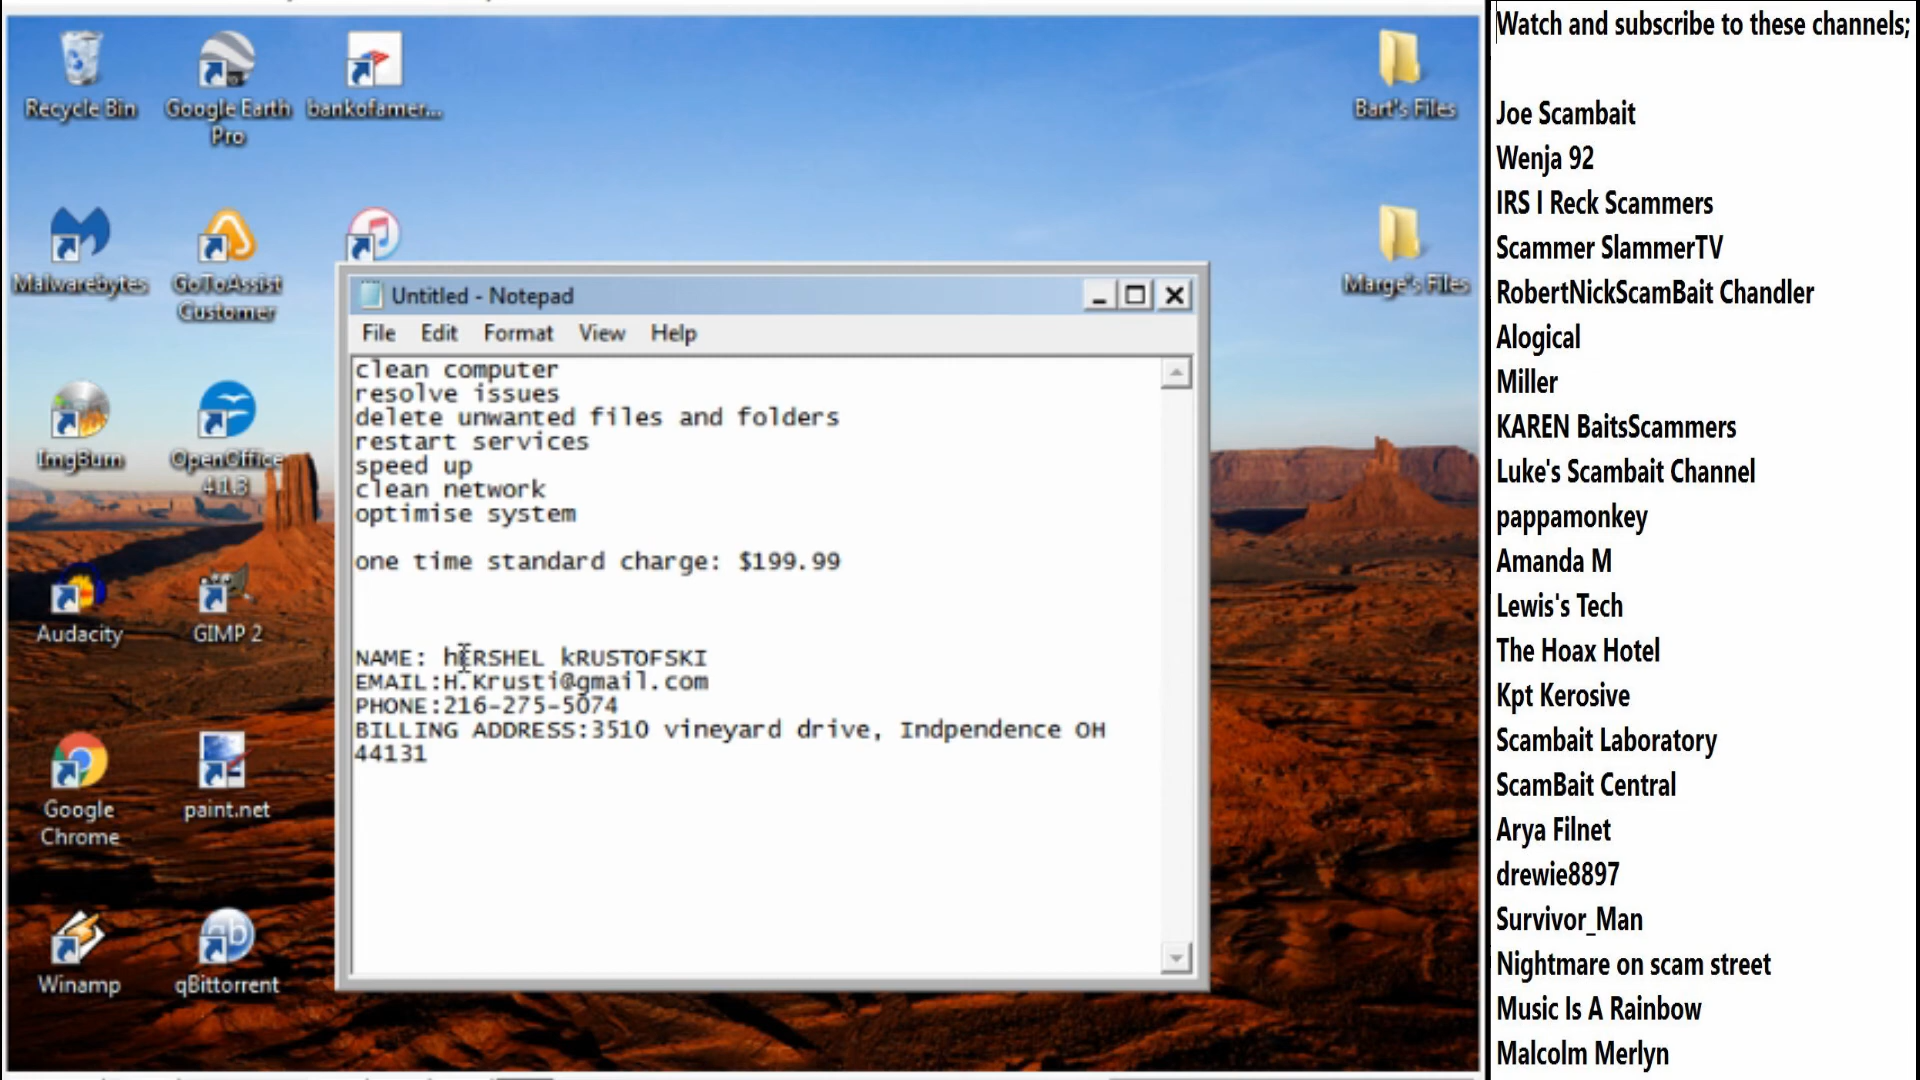 Recycle Bin
Google Earth
Pro
bankofamer...
Bart's Files
Malwarebytes
GoToAssist
Customer
Marge's Files
ImgBurn
OpenOffice
4.1.3
Audacity
GIMP 2
Google
Chrome
paint.net
Winamp
qBittorrent
Untitled - Notepad
File Edit Format View Help
clean computer
resolve issues
delete unwanted files and folders
restart services
speed up
clean network
optimise system
one time standard charge: $199.99
NAME: hERSHEL kRUSTOFSKI
EMAIL:H.Krusti@gmail.com
PHONE:216-275-5074
BILLING ADDRESS:3510 vineyard drive, Indpendence OH
44131
Watch and subscribe to these channels;
Joe Scambait
Wenja 92
IRS I Reck Scammers
Scammer SlammerTV
RobertNickScamBait Chandler
Alogical
Miller
KAREN BaitsScammers
Luke's Scambait Channel
pappamonkey
Amanda M
Lewis's Tech
The Hoax Hotel
Kpt Kerosive
Scambait Laboratory
ScamBait Central
Arya Filnet
drewie8897
Survivor_Man
Nightmare on scam street
Music Is A Rainbow
Malcolm Merlyn